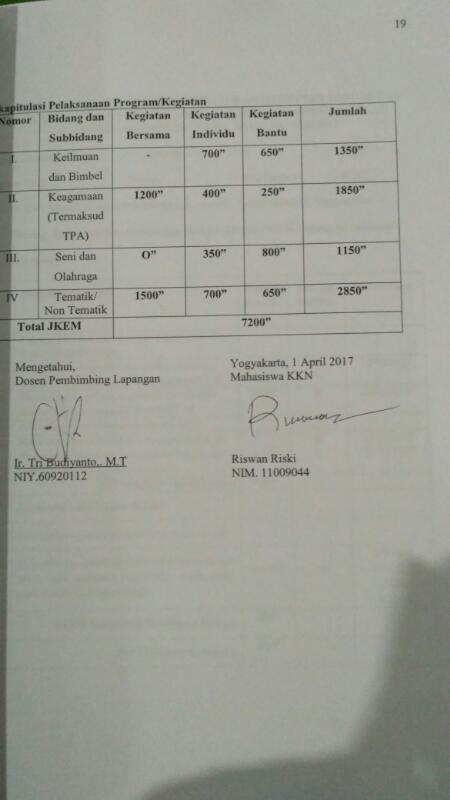 19
kapitulasi Pelaksanaan Program/Kegiatan
Nomor Bidang dan Subbidang Kegiatan Bersama Kegiatan Individu Kegiatan Bantu Jumlah
I. Keilmuan dan Bimbel - 700” 650” 1350”
II. Keagamaan (Termaksud TPA) 1200” 400” 250” 1850”
III. Seni dan Olahraga O” 350” 800” 1150”
IV Tematik/ Non Tematik 1500” 700” 650” 2850”
Total JKEM 7200”
Mengetahui,
Dosen Pembimbing Lapangan
Ir. Tri Budiyanto,. M.T
NIY.60920112
Yogyakarta, 1 April 2017
Mahasiswa KKN
Riswan Riski
NIM. 11009044